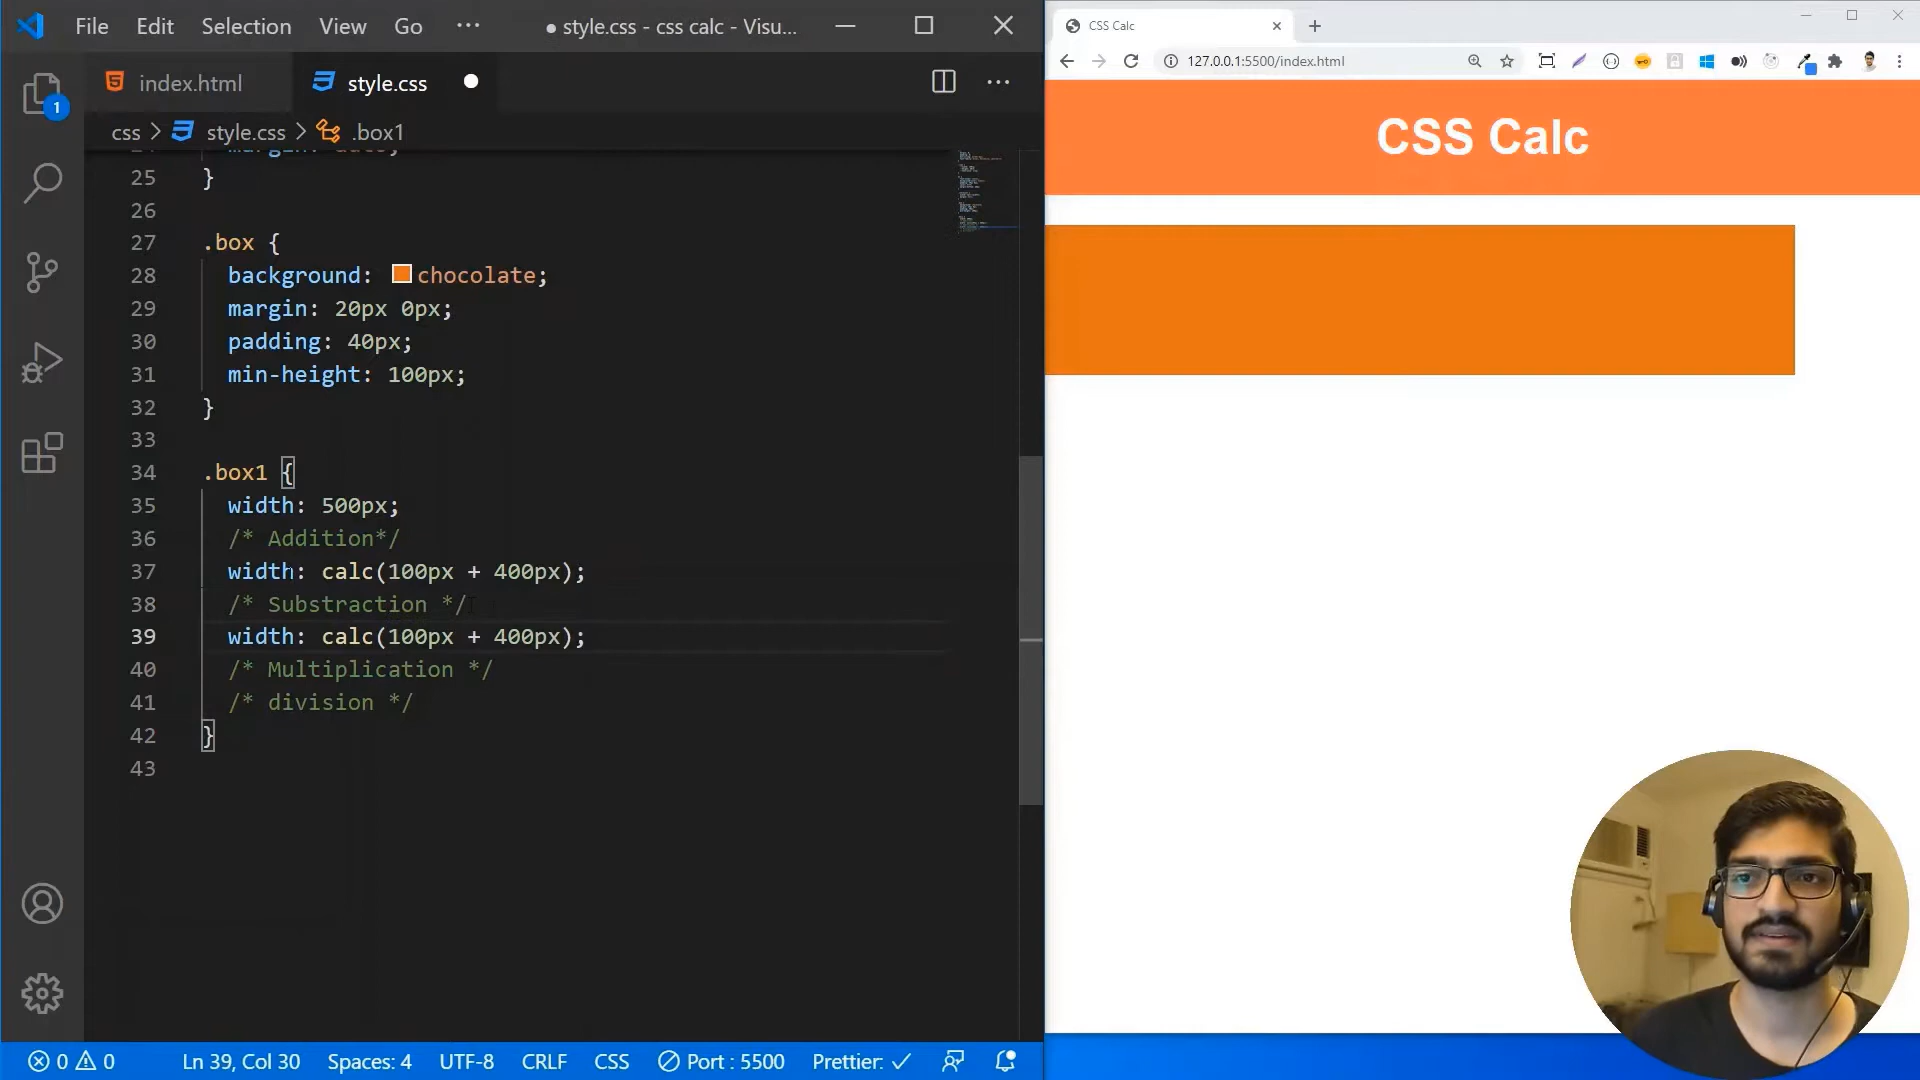 File Edit Selection View Go ··· ● style.css - css calc - Visu...
index.html style.css ●
css > style.css > .box1
25 }
26
27 .box {
28 background: chocolate;
29 margin: 20px 0px;
30 padding: 40px;
31 min-height: 100px;
32 }
33
34 .box1 {
35 width: 500px;
36 /* Addition*/
37 width: calc(100px + 400px);
38 /* Substraction */
39 width: calc(100px + 400px);
40 /* Multiplication */
41 /* division */
42 }
43
1
0 0 Ln 39, Col 30 Spaces: 4 UTF-8 CRLF CSS Port : 5500 Prettier: ✓
CSS Calc
127.0.0.1:5500/index.html
CSS Calc